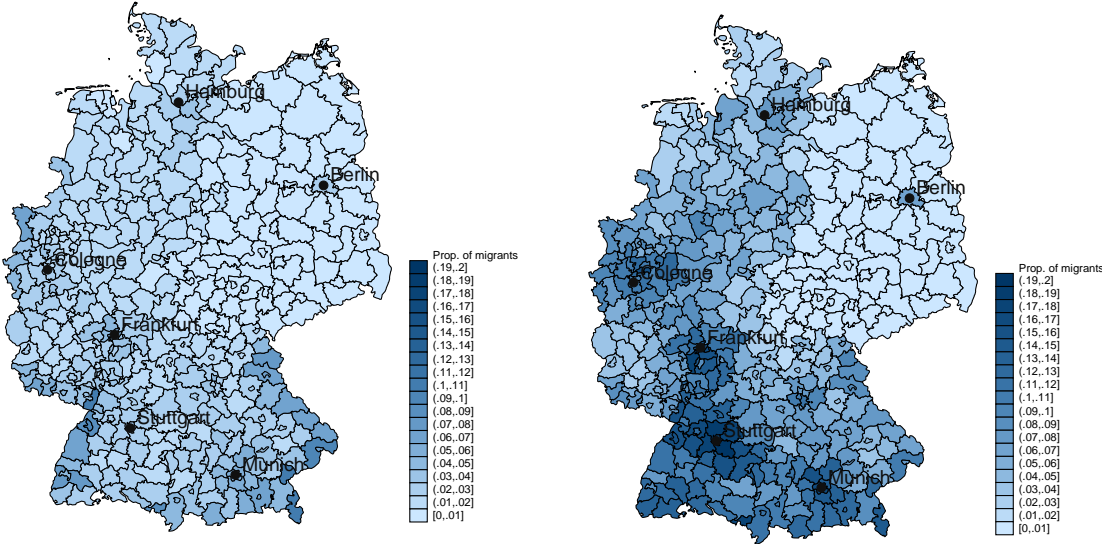 Hamburg
Berlin
Cologne
Frankfurt
Stuttgart
Munich
Prop. of migrants
(.19,.2]
(.18,.19]
(.17,.18]
(.16,.17]
(.15,.16]
(.14,.15]
(.13,.14]
(.12,.13]
(.11,.12]
(.1,.11]
(.09,.1]
(.08,.09]
(.07,.08]
(.06,.07]
(.05,.06]
(.04,.05]
(.03,.04]
(.02,.03]
(.01,.02]
[0,.01]
Hamburg
Berlin
Cologne
Frankfurt
Stuttgart
Munich
Prop. of migrants
(.19,.2]
(.18,.19]
(.17,.18]
(.16,.17]
(.15,.16]
(.14,.15]
(.13,.14]
(.12,.13]
(.11,.12]
(.1,.11]
(.09,.1]
(.08,.09]
(.07,.08]
(.06,.07]
(.05,.06]
(.04,.05]
(.03,.04]
(.02,.03]
(.01,.02]
[0,.01]